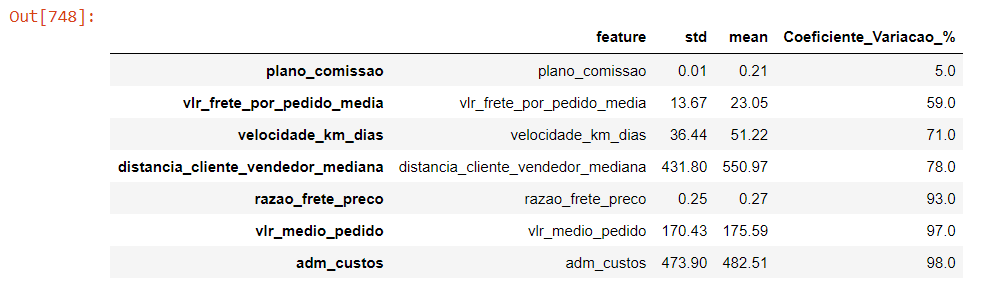 Out[748]:
feature std mean Coeficiente_Variacao_%
plano_comissao plano_comissao 0.01 0.21 5.0
vlr_frete_por_pedido_media vlr_frete_por_pedido_media 13.67 23.05 59.0
velocidade_km_dias velocidade_km_dias 36.44 51.22 71.0
distancia_cliente_vendedor_mediana distancia_cliente_vendedor_mediana 431.80 550.97 78.0
razao_frete_preco razao_frete_preco 0.25 0.27 93.0
vlr_medio_pedido vlr_medio_pedido 170.43 175.59 97.0
adm_custos adm_custos 473.90 482.51 98.0